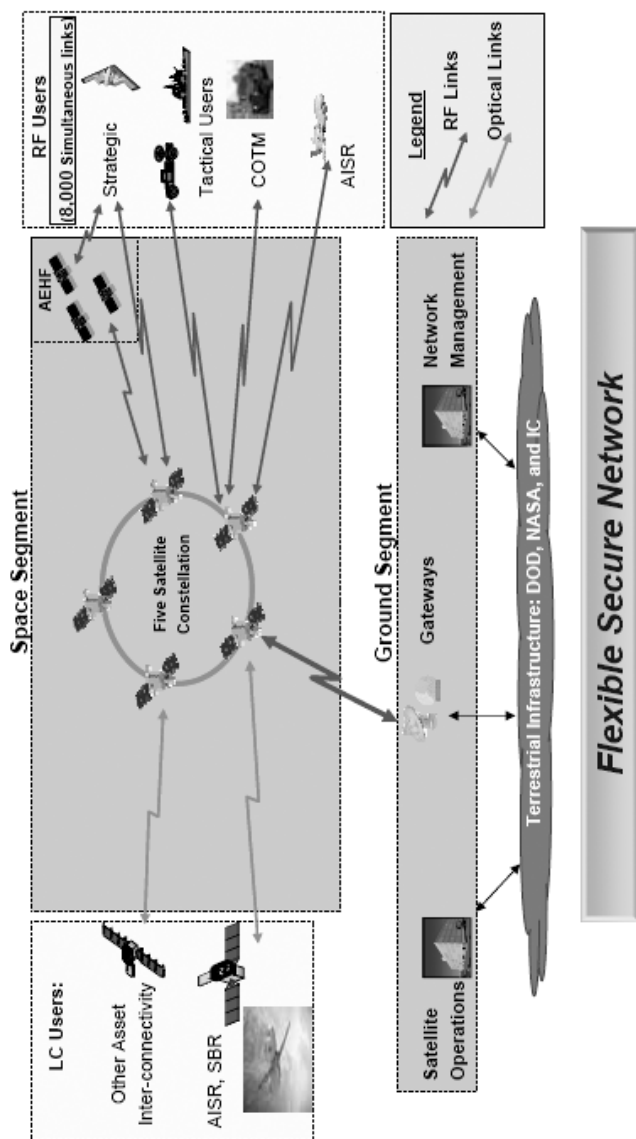 Space Segment
LC Users:
Other Asset
Inter-connectivity
AISR, SBR
Five Satellite
Constellation
AEHF
RF Users
(8,000 Simultaneous links)
Strategic
Tactical Users
COTM
AISR
Ground Segment
Satellite
Operations
Gateways
Network
Management
Legend
RF Links
Optical Links
Terrestrial Infrastructure: DOD, NASA, and IC
Flexible Secure Network